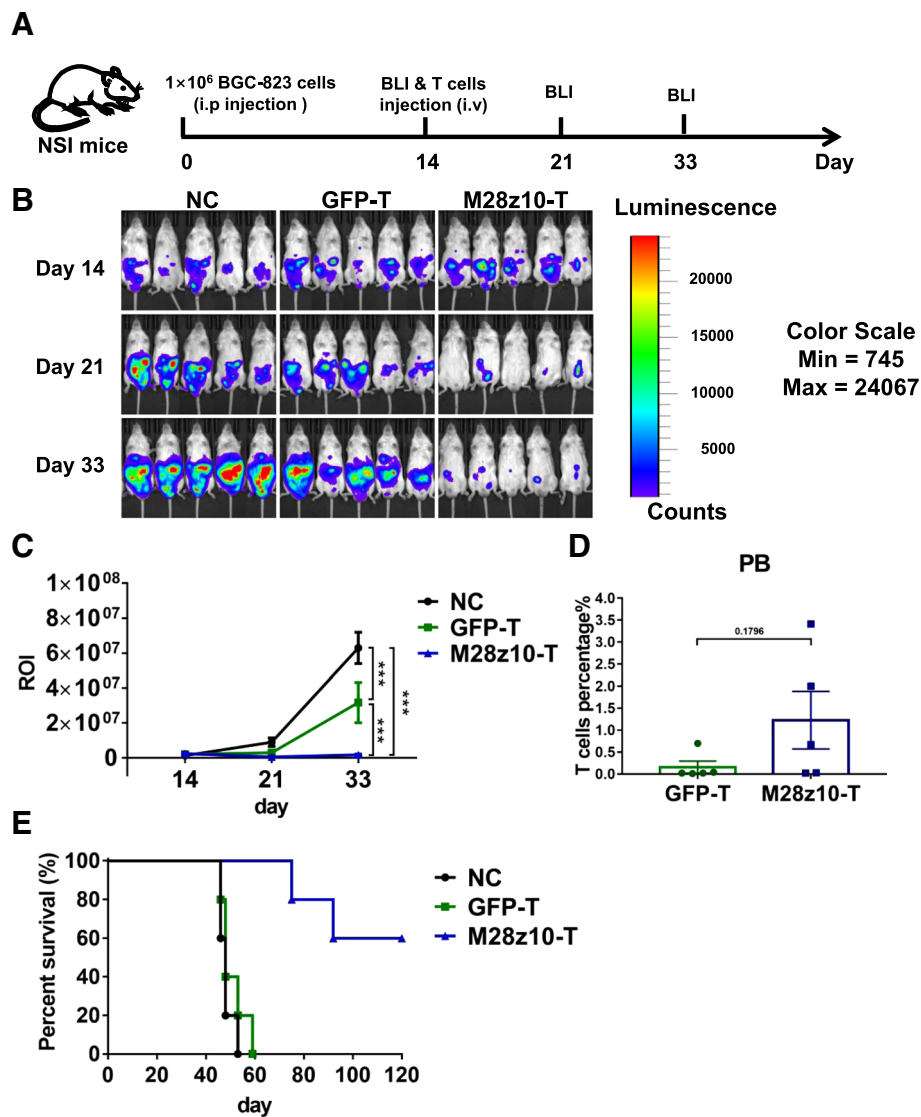 A
1×10⁶ BGC-823 cells
(i.p injection )
BLI & T cells
injection (i.v)
BLI
BLI
NSI mice
0
14
21
33
Day
B
NC
GFP-T
M28z10-T
Luminescence
Day 14
Day 21
Day 33
20000
15000
10000
5000
Counts
Color Scale
Min = 745
Max = 24067
C
ROI
1×10⁰⁸
8×10⁰⁷
6×10⁰⁷
4×10⁰⁷
2×10⁰⁷
0
14
21
33
day
NC
GFP-T
M28z10-T
***
***
***
D
PB
T cells percentage%
4.0
3.5
3.0
2.5
2.0
1.5
1.0
0.5
0.0
0.1796
GFP-T
M28z10-T
E
Percent survival (%)
100
80
60
40
20
0
0
20
40
60
80
100
120
day
NC
GFP-T
M28z10-T